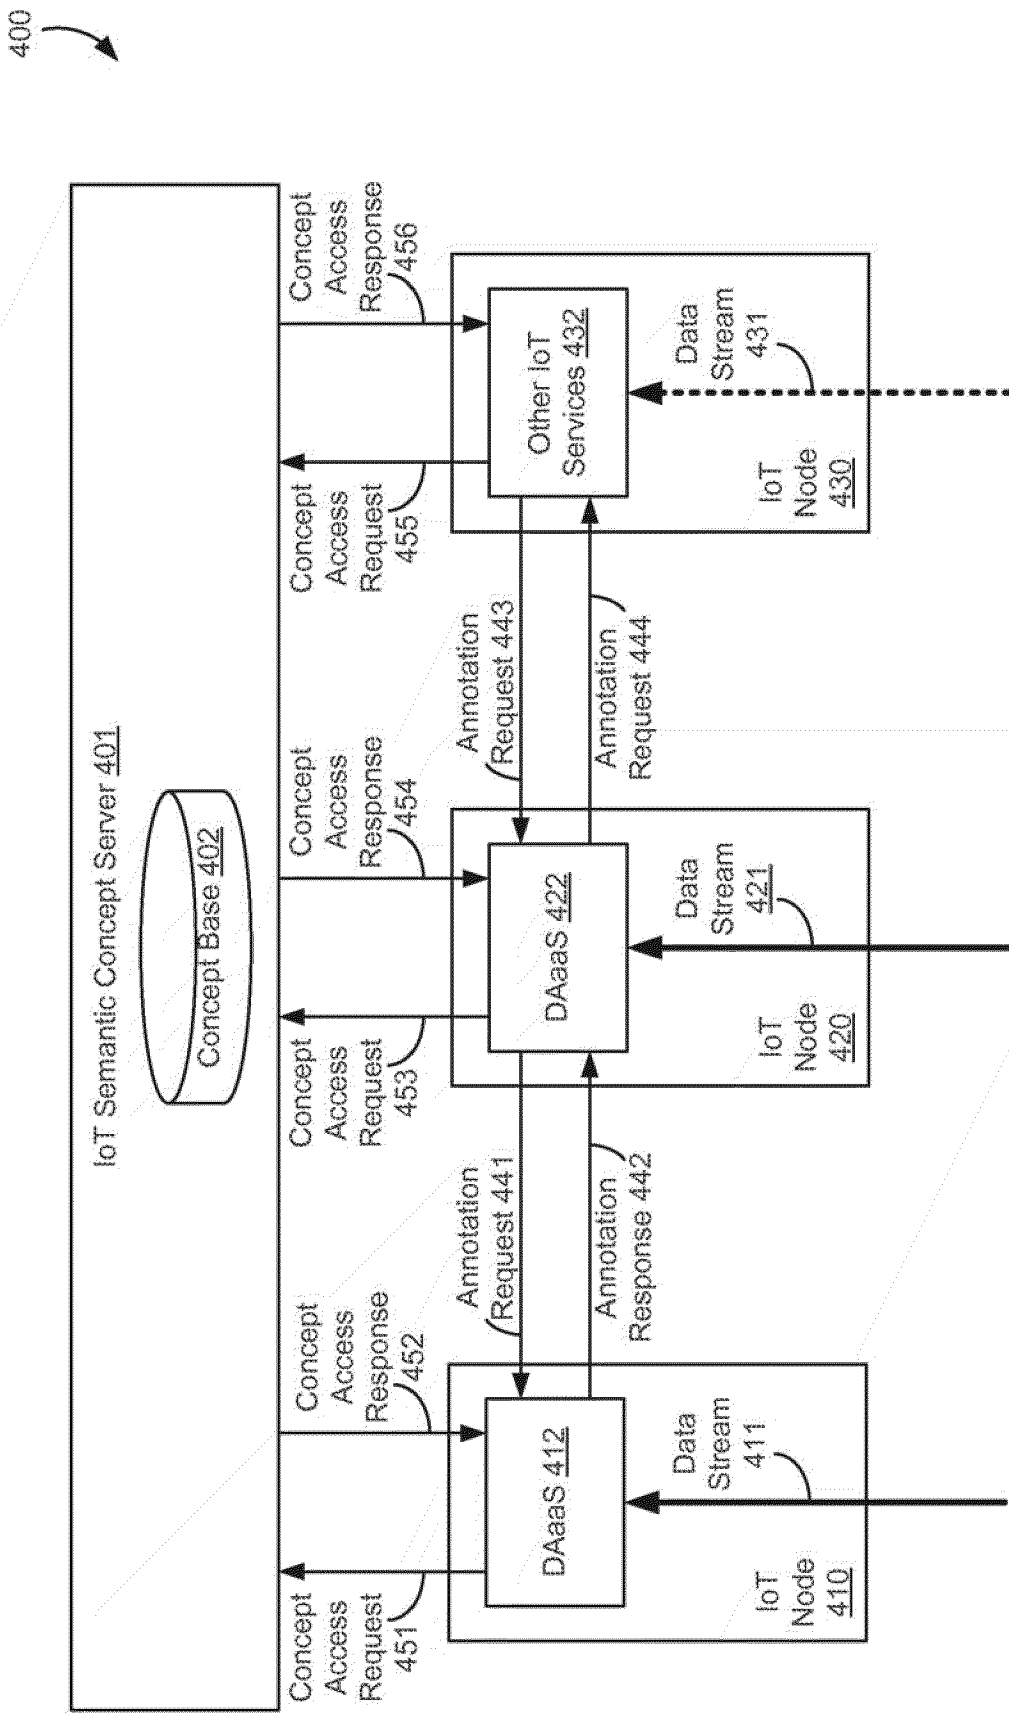 400
IoT Semantic Concept Server 401
Concept Base 402
Concept
Access
Request
451
Concept
Access
Response
452
Concept
Access
Request
453
Concept
Access
Response
454
Concept
Access
Request
455
Concept
Access
Response
456
Annotation
Request 441
Annotation
Response 442
Annotation
Request 443
Annotation
Request 444
DAaaS 412
DAaaS 422
Other IoT
Services 432
Data
Stream
411
IoT
Node
410
Data
Stream
421
IoT
Node
420
Data
Stream
431
IoT
Node
430